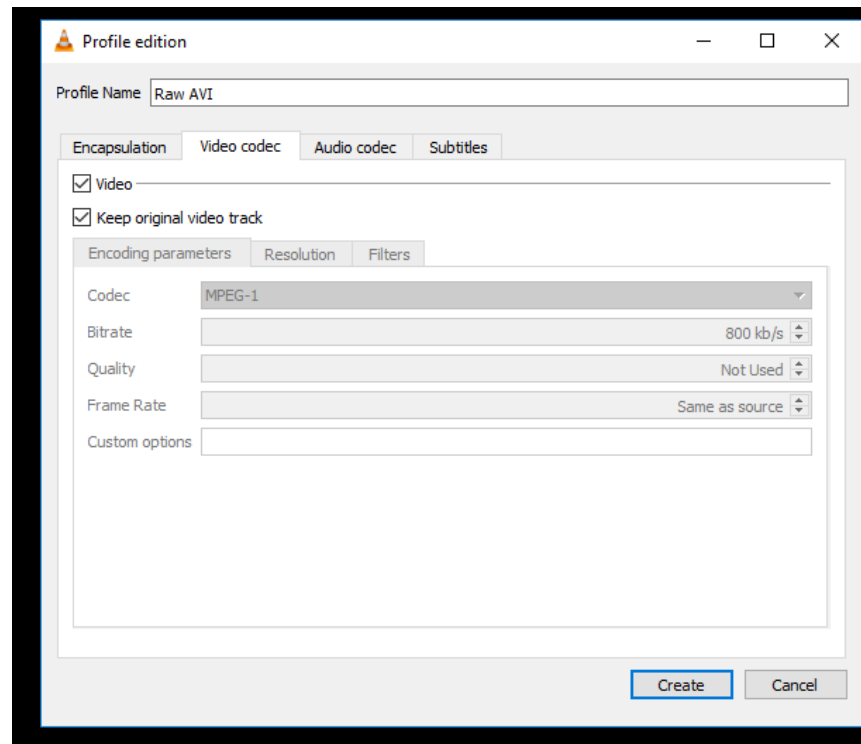 Profile edition
Profile Name Raw AVI
Encapsulation Video codec Audio codec Subtitles
Video
Keep original video track
Encoding parameters Resolution Filters
Codec MPEG-1
Bitrate 800 kb/s
Quality Not Used
Frame Rate Same as source
Custom options
Create Cancel